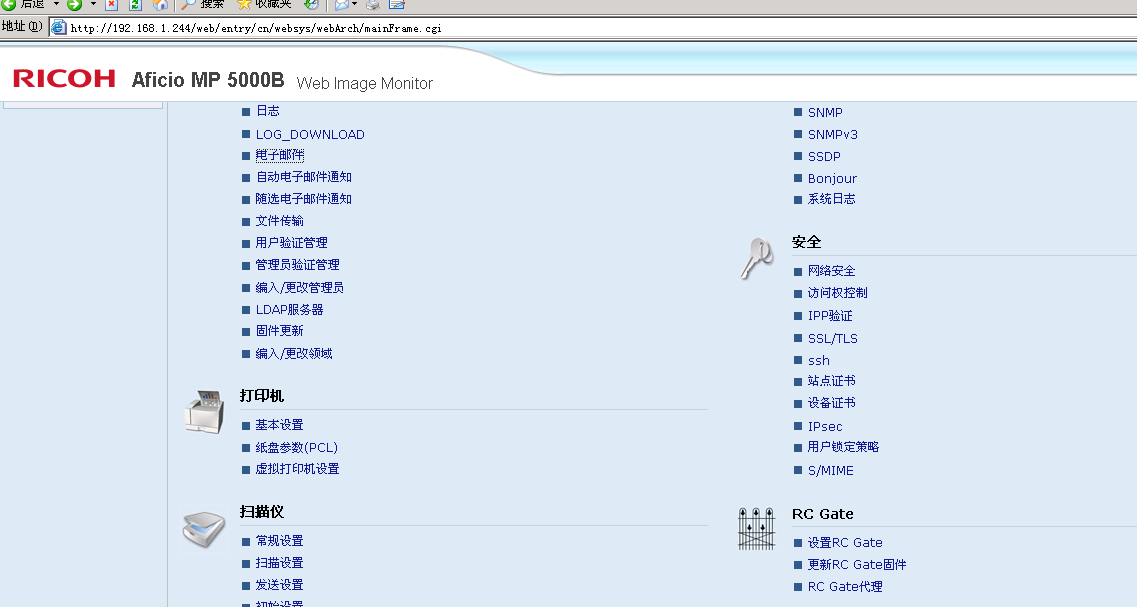 后退 搜索 收藏夹
地址(D) http://192.168.1.244/web/entry/cn/websys/webArch/mainFrame.cgi
RICOH Aficio MP 5000B Web Image Monitor
日志
LOG_DOWNLOAD
电子邮件
自动电子邮件通知
随选电子邮件通知
文件传输
用户验证管理
管理员验证管理
编入/更改管理员
LDAP服务器
固件更新
编入/更改领域
打印机
基本设置
纸盘参数(PCL)
虚拟打印机设置
扫描仪
常规设置
扫描设置
发送设置
初始设置
SNMP
SNMPv3
SSDP
Bonjour
系统日志
安全
网络安全
访问权控制
IPP验证
SSL/TLS
ssh
站点证书
设备证书
IPsec
用户锁定策略
S/MIME
RC Gate
设置RC Gate
更新RC Gate固件
RC Gate代理